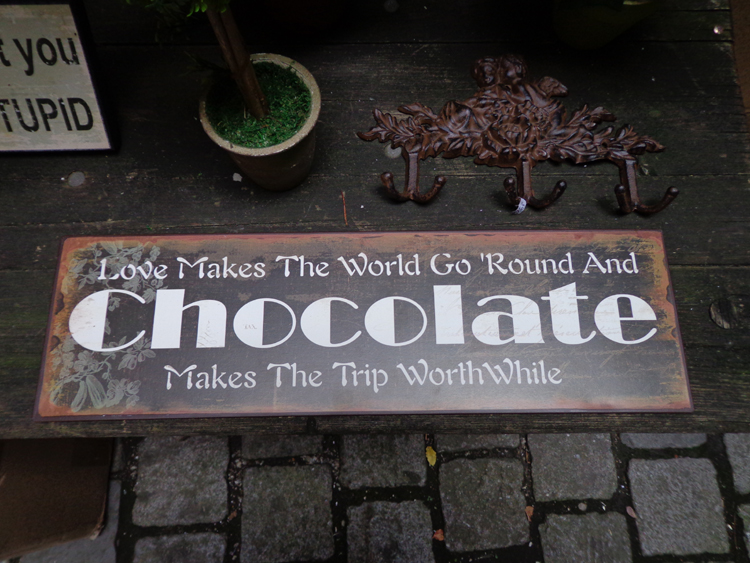 t you
TUPID
Love Makes The World Go 'Round And
Chocolate
Makes The Trip WorthWhile